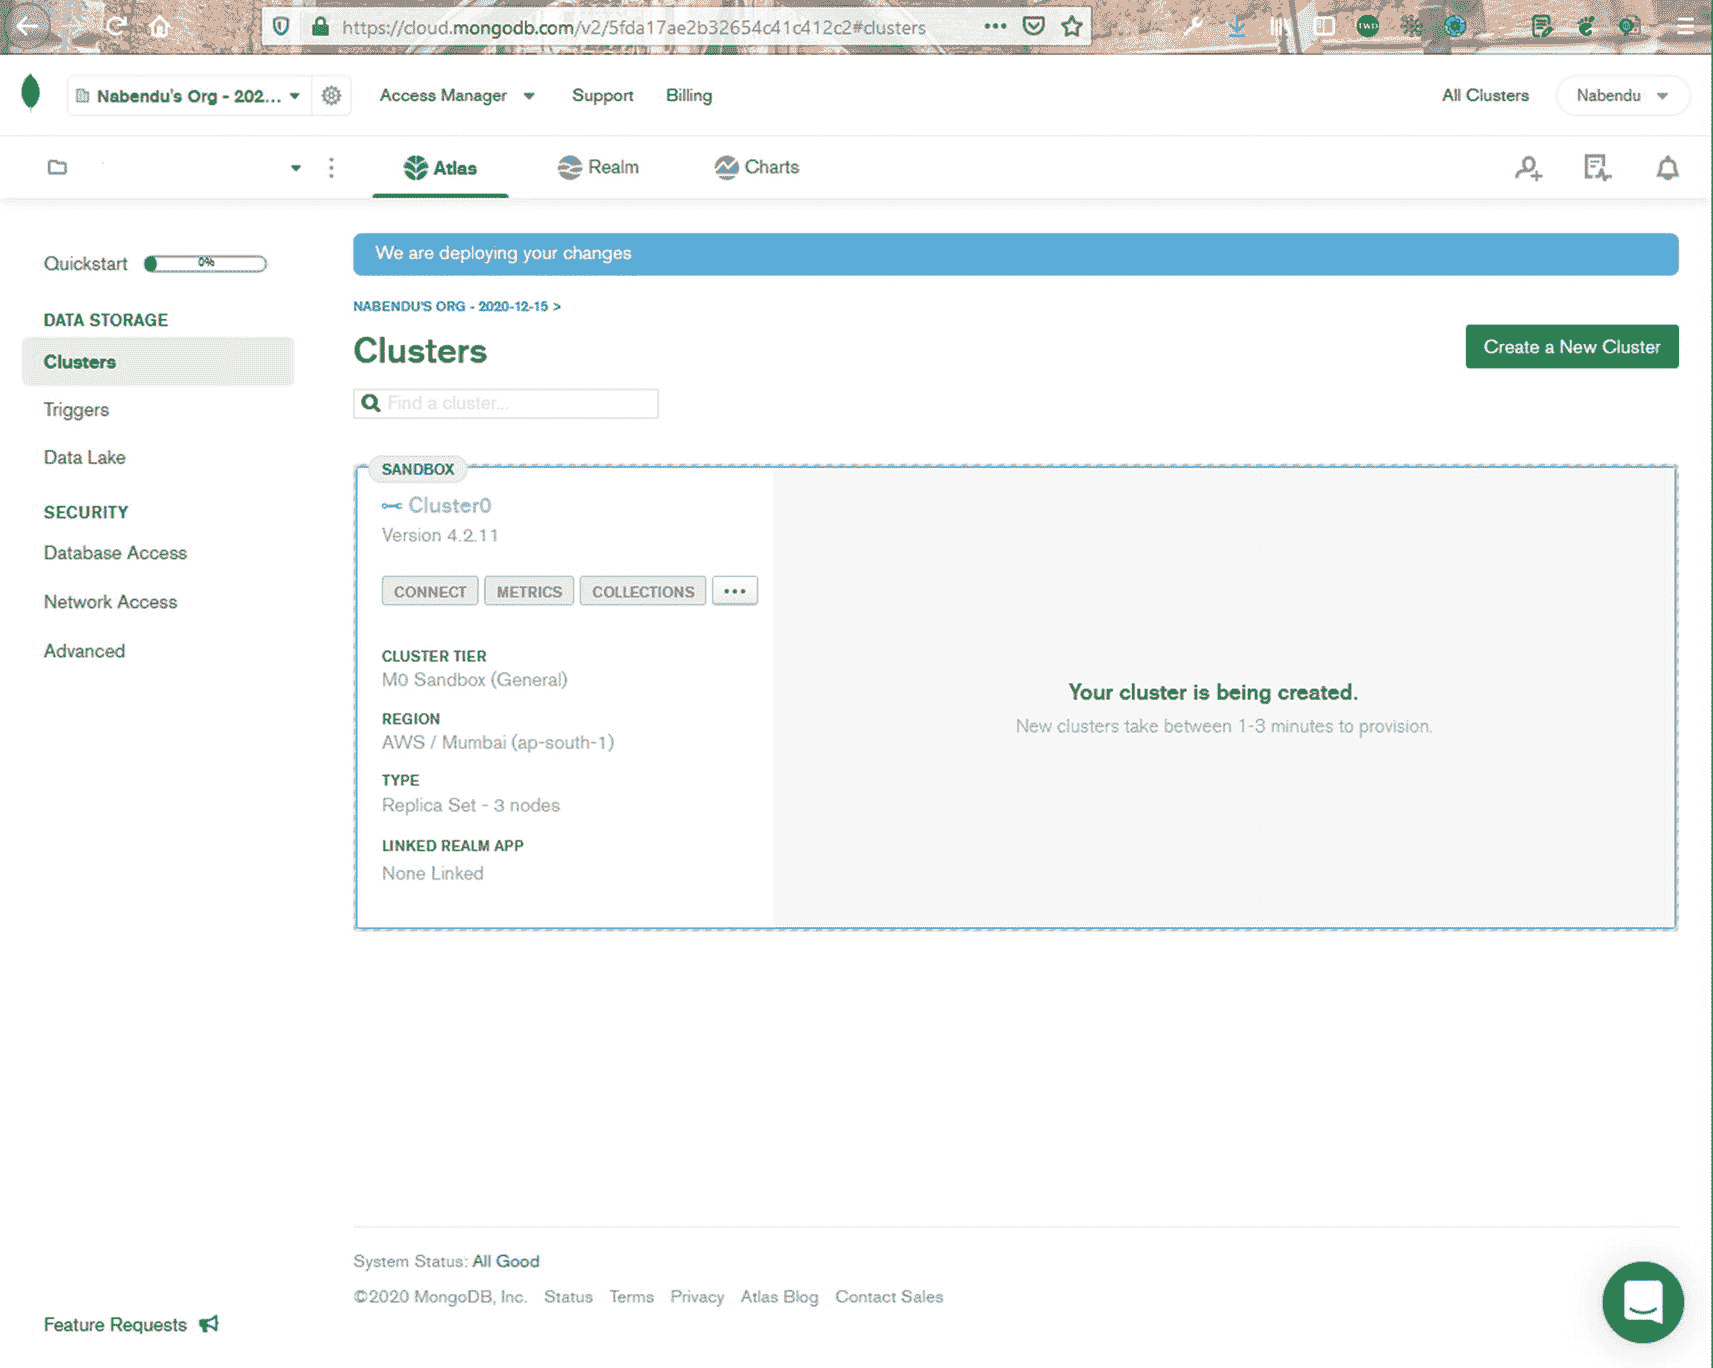 https://cloud.mongodb.com/v2/5fda17ae2b32654c41c412c2#clusters
Nabendu's Org - 202... Access Manager Support Billing All Clusters Nabendu
Atlas Realm Charts
Quickstart 0%
We are deploying your changes
NABENDU'S ORG - 2020-12-15 >
DATA STORAGE
Clusters
Create a New Cluster
Clusters
Find a cluster...
Triggers
Data Lake
SANDBOX
Cluster0
Version 4.2.11
SECURITY
Database Access
Network Access
Advanced
CONNECT METRICS COLLECTIONS
CLUSTER TIER
M0 Sandbox (General)
REGION
AWS / Mumbai (ap-south-1)
TYPE
Replica Set - 3 nodes
LINKED REALM APP
None Linked
Your cluster is being created.
New clusters take between 1-3 minutes to provision.
System Status: All Good
©2020 MongoDB, Inc. Status Terms Privacy Atlas Blog Contact Sales
Feature Requests